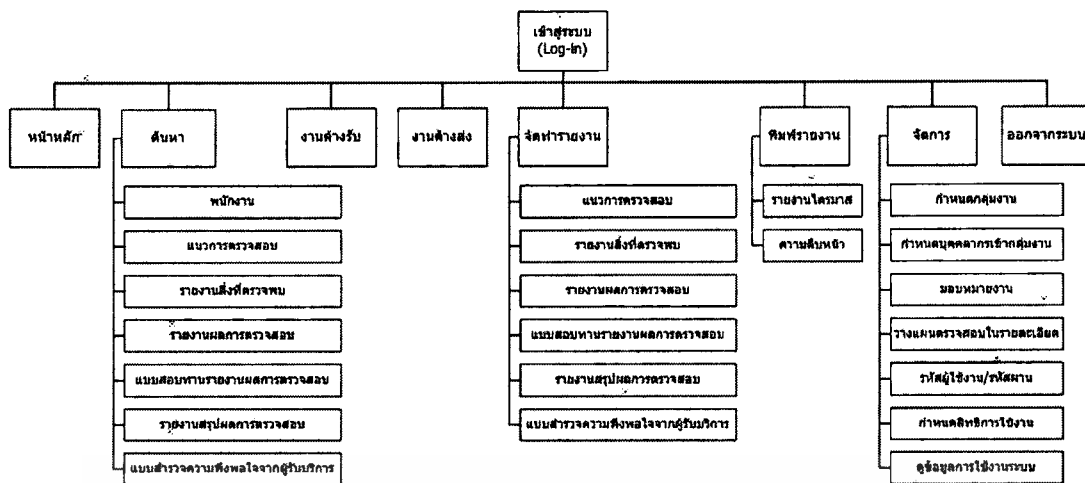 เข้าสู่ระบบ
(Log-in)
หน้าหลัก
ค้นหา
งานค้างรับ
งานค้างส่ง
จัดทำรายงาน
พิมพ์รายงาน
จัดการ
ออกจากระบบ
พนักงาน
แนวการตรวจสอบ
รายงานสิ่งที่ตรวจพบ
รายงานผลการตรวจสอบ
แบบสอบทานรายงานผลการตรวจสอบ
รายงานสรุปผลการตรวจสอบ
แบบสำรวจความพึงพอใจจากผู้รับบริการ
แนวการตรวจสอบ
รายงานสิ่งที่ตรวจพบ
รายงานผลการตรวจสอบ
แบบสอบทานรายงานผลการตรวจสอบ
รายงานสรุปผลการตรวจสอบ
แบบสำรวจความพึงพอใจจากผู้รับบริการ
รายงานไตรมาส
ความคืบหน้า
กำหนดกลุ่มงาน
กำหนดบุคคลากรเข้ากลุ่มงาน
มอบหมายงาน
วางแผนตรวจสอบในรายละเอียด
รหัสผู้ใช้งาน/รหัสผ่าน
กำหนดสิทธิการใช้งาน
ดูข้อมูลการใช้งานระบบ